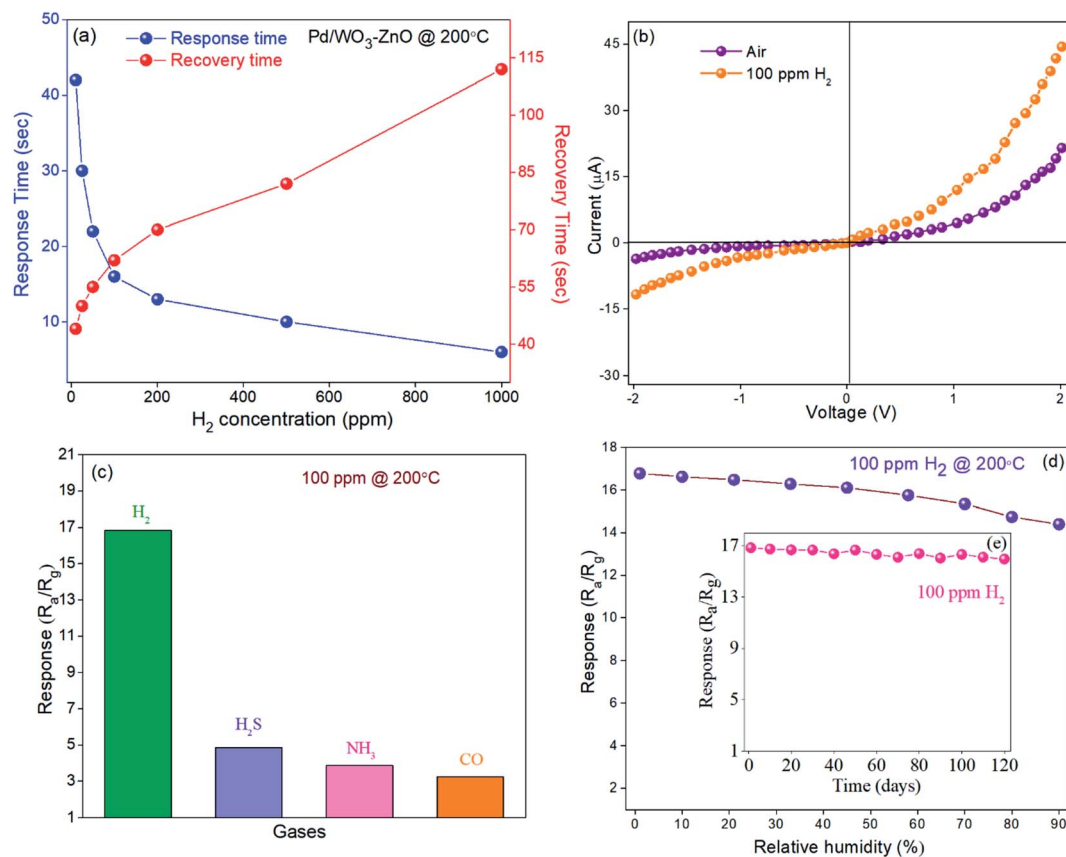 (a)
Response time
Recovery time
Pd/WO₃-ZnO @ 200°C
50
40
30
20
10
Response Time (sec)
115
112
110
85
70
55
40
Recovery Time (sec)
0 200 400 600 800 1000
H₂ concentration (ppm)
(b)
Air
100 ppm H₂
45
30
15
0
-15
-30
Current (μA)
-2 -1 0 1 2
Voltage (V)
(c)
100 ppm @ 200°C
21
19
17
15
13
11
9
7
5
3
1
Response (Rₐ/R_g)
H₂
H₂S
NH₃
CO
Gases
100 ppm H₂ @ 200°C
(d)
18
16
14
12
10
8
6
4
2
Response (Rₐ/R_g)
0 10 20 30 40 50 60 70 80 90
Relative humidity (%)
(e)
100 ppm H₂
17
13
9
5
1
Response (Rₐ/R_g)
0 20 40 60 80 100 120
Time (days)